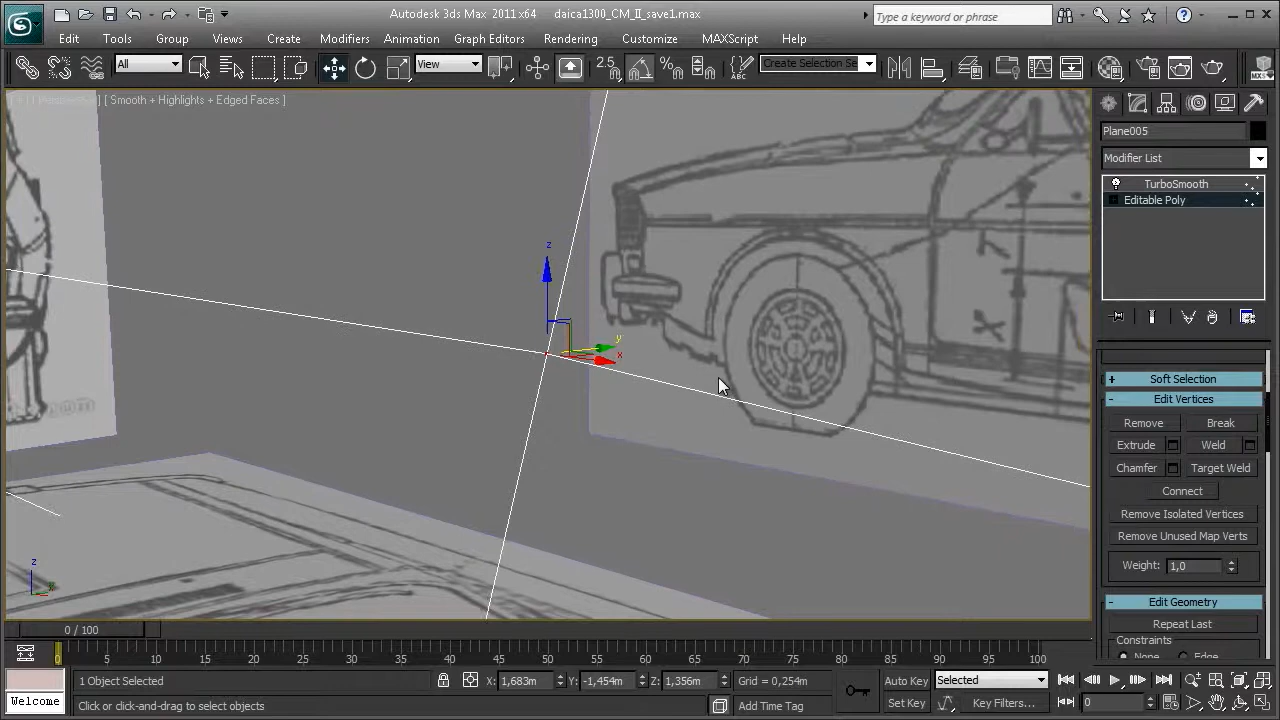 Autodesk 3ds Max 2011 x64 daica1300_CM_II_save1.max
Type a keyword or phrase
Edit Tools Group Views Create Modifiers Animation Graph Editors Rendering Customize MAXScript Help
All View 2.5 Create Selection Se
[ Smooth + Highlights + Edged Faces ]
Plane005
Modifier List
TurboSmooth
Editable Poly
z
y
x
+ Soft Selection
- Edit Vertices
Remove Break
Extrude Weld
Chamfer Target Weld
Connect
Remove Isolated Vertices
Remove Unused Map Verts
Weight: 1,0
- Edit Geometry
Repeat Last
Constraints
None Edge
z
0 / 100
0 5 10 15 20 25 30 35 40 45 50 55 60 65 70 75 80 85 90 95 100
1 Object Selected X: 1,683m Y: -1,454m Z: 1,356m Grid = 0,254m Auto Key Selected
Welcome Click or click-and-drag to select objects Add Time Tag Set Key Key Filters... 0